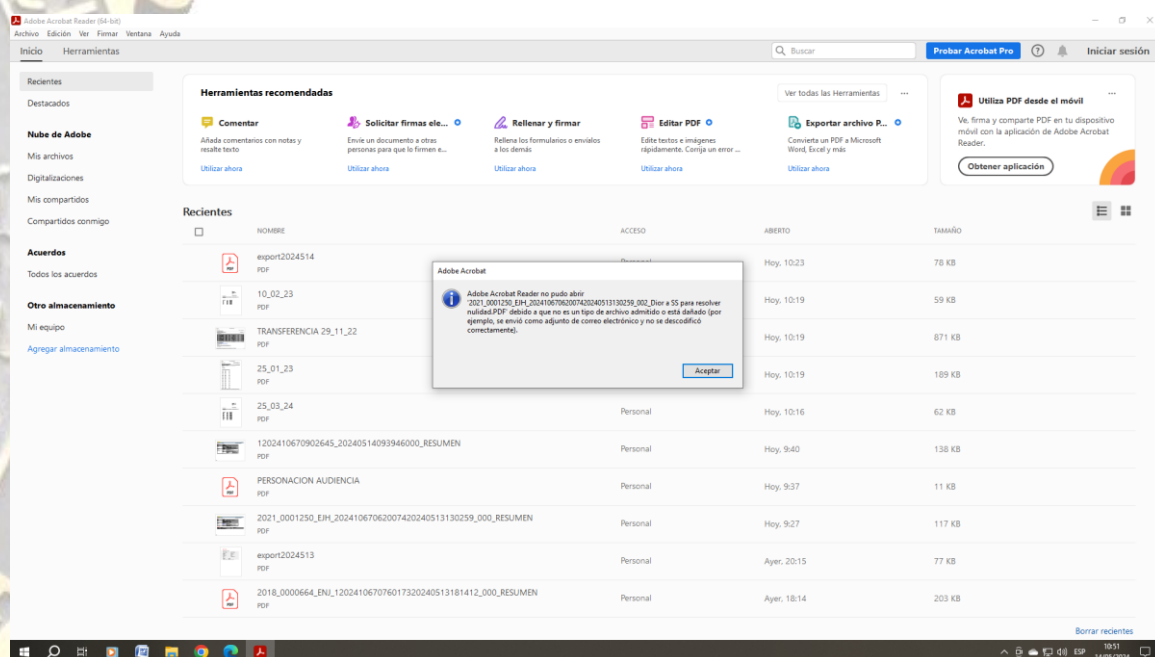 Adobe Acrobat Reader (64-bit)
Archivo Edición Ver Firmar Ventana Ayuda
Inicio Herramientas
Buscar
Probar Acrobat Pro
Iniciar sesión
Recientes
Destacados
Nube de Adobe
Mis archivos
Digitalizaciones
Mis compartidos
Compartidos conmigo
Acuerdos
Todos los acuerdos
Otro almacenamiento
Mi equipo
Agregar almacenamiento
Herramientas recomendadas
Ver todas las Herramientas ...
Comentar
Añada comentarios con notas y
resalte texto
Utilizar ahora
Solicitar firmas ele...
Envíe un documento a otras
personas para que lo firmen e...
Utilizar ahora
Rellenar y firmar
Rellena los formularios o envíalos
a los demás
Utilizar ahora
Editar PDF
Edite textos e imágenes
rápidamente. Corrija un error ...
Utilizar ahora
Exportar archivo P...
Convierta un PDF a Microsoft
Word, Excel y más
Utilizar ahora
Utiliza PDF desde el móvil
...
Ve, firma y comparte PDF en tu dispositivo
móvil con la aplicación de Adobe Acrobat
Reader.
Obtener aplicación
Recientes
NOMBRE ACCESO ABIERTO TAMAÑO
export2024514
PDF
Personal Hoy, 10:23 78 KB
10_02_23
PDF
Hoy, 10:19 59 KB
TRANSFERENCIA 29_11_22
PDF
Hoy, 10:19 871 KB
25_01_23
PDF
Hoy, 10:19 189 KB
25_03_24
PDF
Personal Hoy, 10:16 62 KB
1202410670902645_20240514093946000_RESUMEN
PDF
Personal Hoy, 9:40 138 KB
PERSONACION AUDIENCIA
PDF
Personal Hoy, 9:37 11 KB
2021_0001250_EJH_20241067062007420240513130259_000_RESUMEN
PDF
Personal Hoy, 9:27 117 KB
export2024513
PDF
Personal Ayer, 20:15 77 KB
2018_0000664_ENJ_12024106707601732024051318​1412_000_RESUMEN
PDF
Personal Ayer, 18:14 203 KB
Borrar recientes
Adobe Acrobat
Adobe Acrobat Reader no pudo abrir
'2021_0001250_EJH_20241067062007420240513130259_002_Dior a SS para resolver
nulidad.PDF' debido a que no es un tipo de archivo admitido o está dañado (por
ejemplo, se envió como adjunto de correo electrónico y no se descodificó
correctamente).
Aceptar
ESP
10:51
14/05/2024